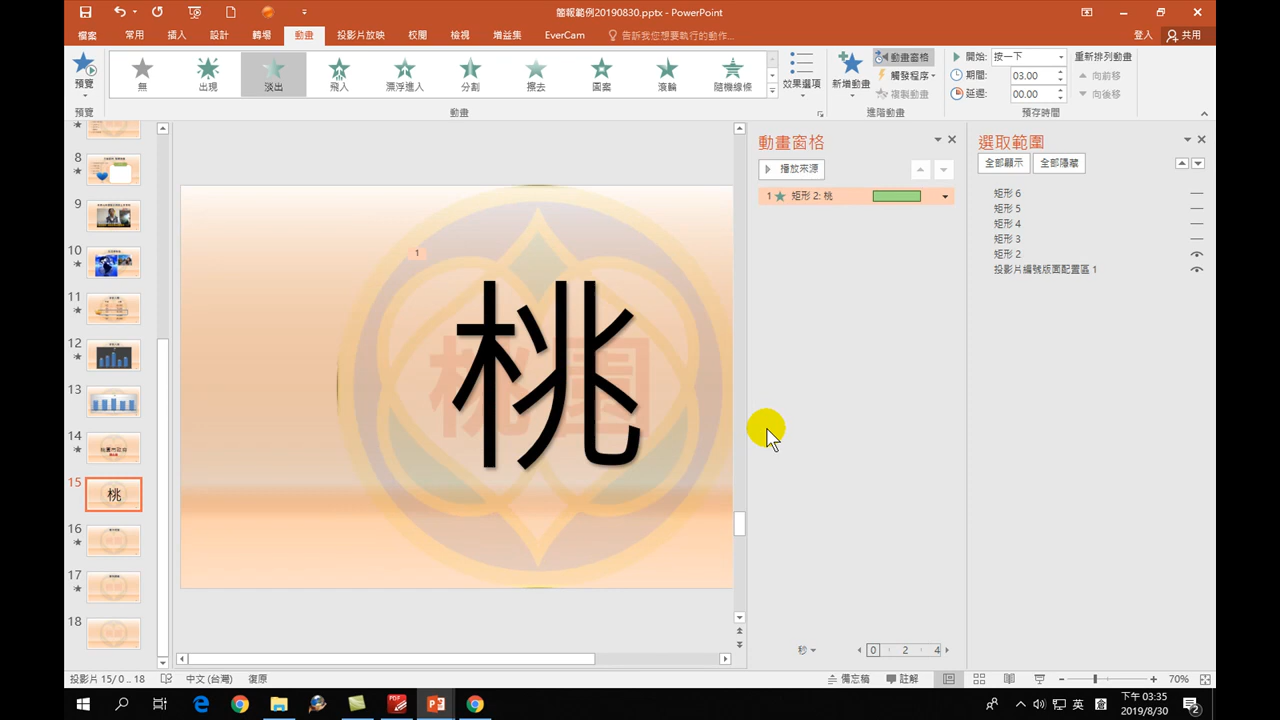 簡報範例20190830.pptx - PowerPoint
檔案 常用 插入 設計 轉場 動畫 投影片放映 校閱 檢視 增益集 EverCam 告訴我您想要執行的動作... 登入 共用
預覽 無 出現 淡出 飛入 漂浮進入 分割 擦去 圖案 滾輪 隨機線條 效果選項 新增動畫
動畫窗格 開始: 按一下 重新排列動畫
觸發程序 期間: 03.00 向前移
複製動畫 延遲: 00.00 向後移
預覽 動畫 進階動畫 預存時間
動畫窗格
播放來源
1 矩形 2: 桃
秒 0 2 4
選取範圍
全部顯示 全部隱藏
矩形 6
矩形 5
矩形 4
矩形 3
矩形 2
投影片編號版面配置區 1
1
桃
桃園
8
9
10
11
12
13
14
桃園市政府
15
桃
16
17
18
投影片 15/ 0 .. 18 中文 (台灣) 復原 備忘稿 註解 70%
英 下午 03:35
2019/8/30
2